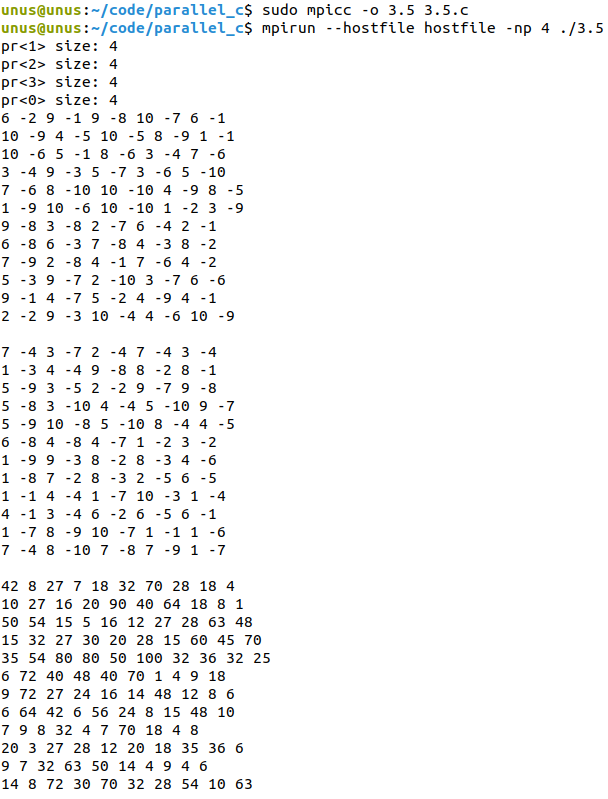 unus@unus:~/code/parallel_c$ sudo mpicc -o 3.5 3.5.c
unus@unus:~/code/parallel_c$ mpirun --hostfile hostfile -np 4 ./3.5
pr<1> size: 4
pr<2> size: 4
pr<3> size: 4
pr<0> size: 4
6 -2 9 -1 9 -8 10 -7 6 -1
10 -9 4 -5 10 -5 8 -9 1 -1
10 -6 5 -1 8 -6 3 -4 7 -6
3 -4 9 -3 5 -7 3 -6 5 -10
7 -6 8 -10 10 -10 4 -9 8 -5
1 -9 10 -6 10 -10 1 -2 3 -9
9 -8 3 -8 2 -7 6 -4 2 -1
6 -8 6 -3 7 -8 4 -3 8 -2
7 -9 2 -8 4 -1 7 -6 4 -2
5 -3 9 -7 2 -10 3 -7 6 -6
9 -1 4 -7 5 -2 4 -9 4 -1
2 -2 9 -3 10 -4 4 -6 10 -9

7 -4 3 -7 2 -4 7 -4 3 -4
1 -3 4 -4 9 -8 8 -2 8 -1
5 -9 3 -5 2 -2 9 -7 9 -8
5 -8 3 -10 4 -4 5 -10 9 -7
5 -9 10 -8 5 -10 8 -4 4 -5
6 -8 4 -8 4 -7 1 -2 3 -2
1 -9 9 -3 8 -2 8 -3 4 -6
1 -8 7 -2 8 -3 2 -5 6 -5
1 -1 4 -4 1 -7 10 -3 1 -4
4 -1 3 -4 6 -2 6 -5 6 -1
1 -7 8 -9 10 -7 1 -1 1 -6
7 -4 8 -10 7 -8 7 -9 1 -7

42 8 27 7 18 32 70 28 18 4
10 27 16 20 90 40 64 18 8 1
50 54 15 5 16 12 27 28 63 48
15 32 27 30 20 28 15 60 45 70
35 54 80 80 50 100 32 36 32 25
6 72 40 48 40 70 1 4 9 18
9 72 27 24 16 14 48 12 8 6
6 64 42 6 56 24 8 15 48 10
7 9 8 32 4 7 70 18 4 8
20 3 27 28 12 20 18 35 36 6
9 7 32 63 50 14 4 9 4 6
14 8 72 30 70 32 28 54 10 63